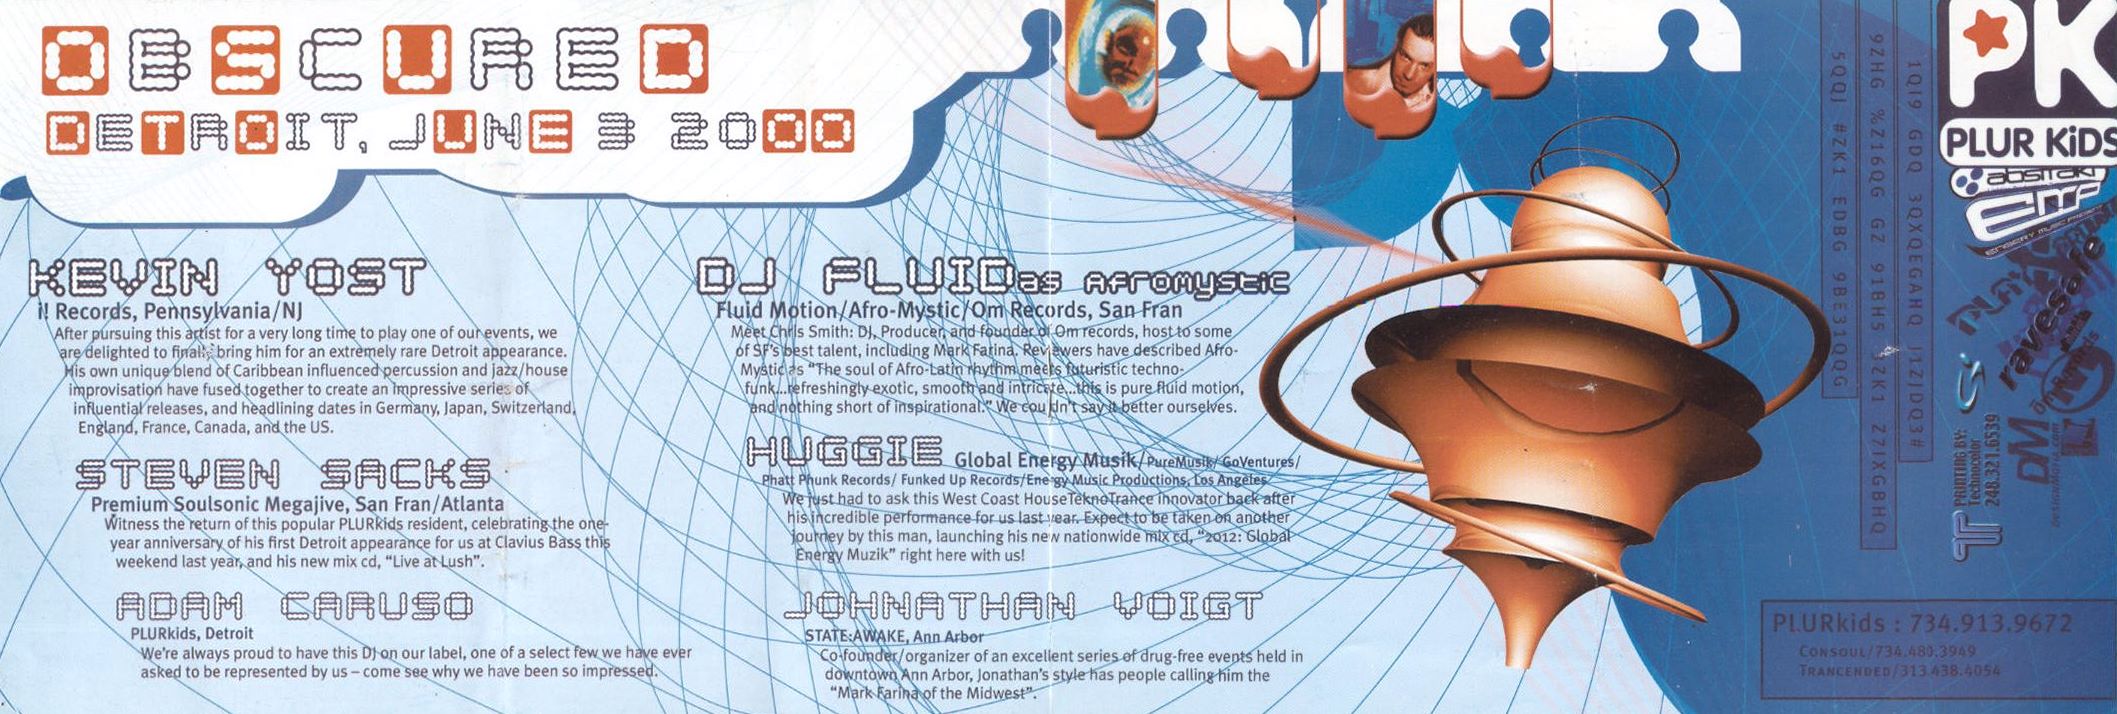 OBSCURED
DETROIT, JUNE 3 2000
KEVIN YOST
i! Records, Pennsylvania/NJ
After pursuing this artist for a very long time to play one of our events, we
are delighted to finally bring him for an extremely rare Detroit appearance.
His own unique blend of Caribbean influenced percussion and jazz/house
improvisation have fused together to create an impressive series of
influential releases, and headlining dates in Germany, Japan, Switzerland,
England, France, Canada, and the US.
STEVEN SACKS
Premium Soulsonic Megajive, San Fran/Atlanta
Witness the return of this popular PLURkids resident, celebrating the one-
year anniversary of his first Detroit appearance for us at Clavius Bass this
weekend last year, and his new mix cd, "Live at Lush".
ADAM CARUSO
PLURkids, Detroit
We're always proud to have this DJ on our label, one of a select few we have ever
asked to be represented by us – come see why we have been so impressed.
DJ FLUID as Afromystic
Fluid Motion/Afro-Mystic/Om Records, San Fran
Meet Chris Smith: DJ, Producer, and founder of Om records, host to some
of SF's best talent, including Mark Farina. Reviewers have described Afro-
Mystic as "The soul of Afro-Latin rhythm meets futuristic techno-
funk...refreshingly exotic, smooth and intricate...this is pure fluid motion,
and nothing short of inspirational." We couldn't say it better ourselves.
HUGGIE Global Energy Musik/PureMusik/GoVentures/
Phatt Phunk Records/ Funked Up Records/Energy Music Productions, Los Angeles
We just had to ask this West Coast HouseTeknoTrance innovator back after
his incredible performance for us last year. Expect to be taken on another
journey by this man, launching his new nationwide mix cd, "2012: Global
Energy Muzik" right here with us!
JOHNATHAN VOIGT
STATE:AWAKE, Ann Arbor
Co-founder/organizer of an excellent series of drug-free events held in
downtown Ann Arbor, Jonathan's style has people calling him the
"Mark Farina of the Midwest".
PK
PLUR KiDS
EMP
ravesafe
DM
PRINTING BY:
Technocolor
248.321.6539
PLURkids : 734.913.9672
Consoul/734.480.3949
Trancended/313.438.4054